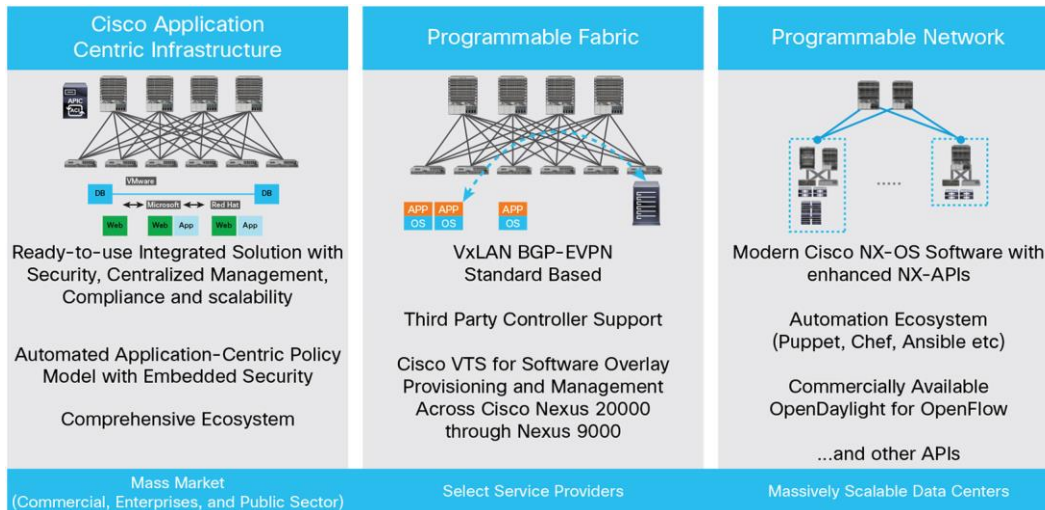 Cisco Application
Centric Infrastructure
APIC
ACI
DB
VMware
DB
Microsoft
Red Hat
Web
Web
App
Web
App
Ready-to-use Integrated Solution with
Security, Centralized Management,
Compliance and scalability
Automated Application-Centric Policy
Model with Embedded Security
Comprehensive Ecosystem
Mass Market
(Commercial, Enterprises, and Public Sector)
Programmable Fabric
APP
APP
APP
OS
OS
OS
VxLAN BGP-EVPN
Standard Based
Third Party Controller Support
Cisco VTS for Software Overlay
Provisioning and Management
Across Cisco Nexus 20000
through Nexus 9000
Select Service Providers
Programmable Network
.....
Modern Cisco NX-OS Software with
enhanced NX-APIs
Automation Ecosystem
(Puppet, Chef, Ansible etc)
Commercially Available
OpenDaylight for OpenFlow
...and other APIs
Massively Scalable Data Centers